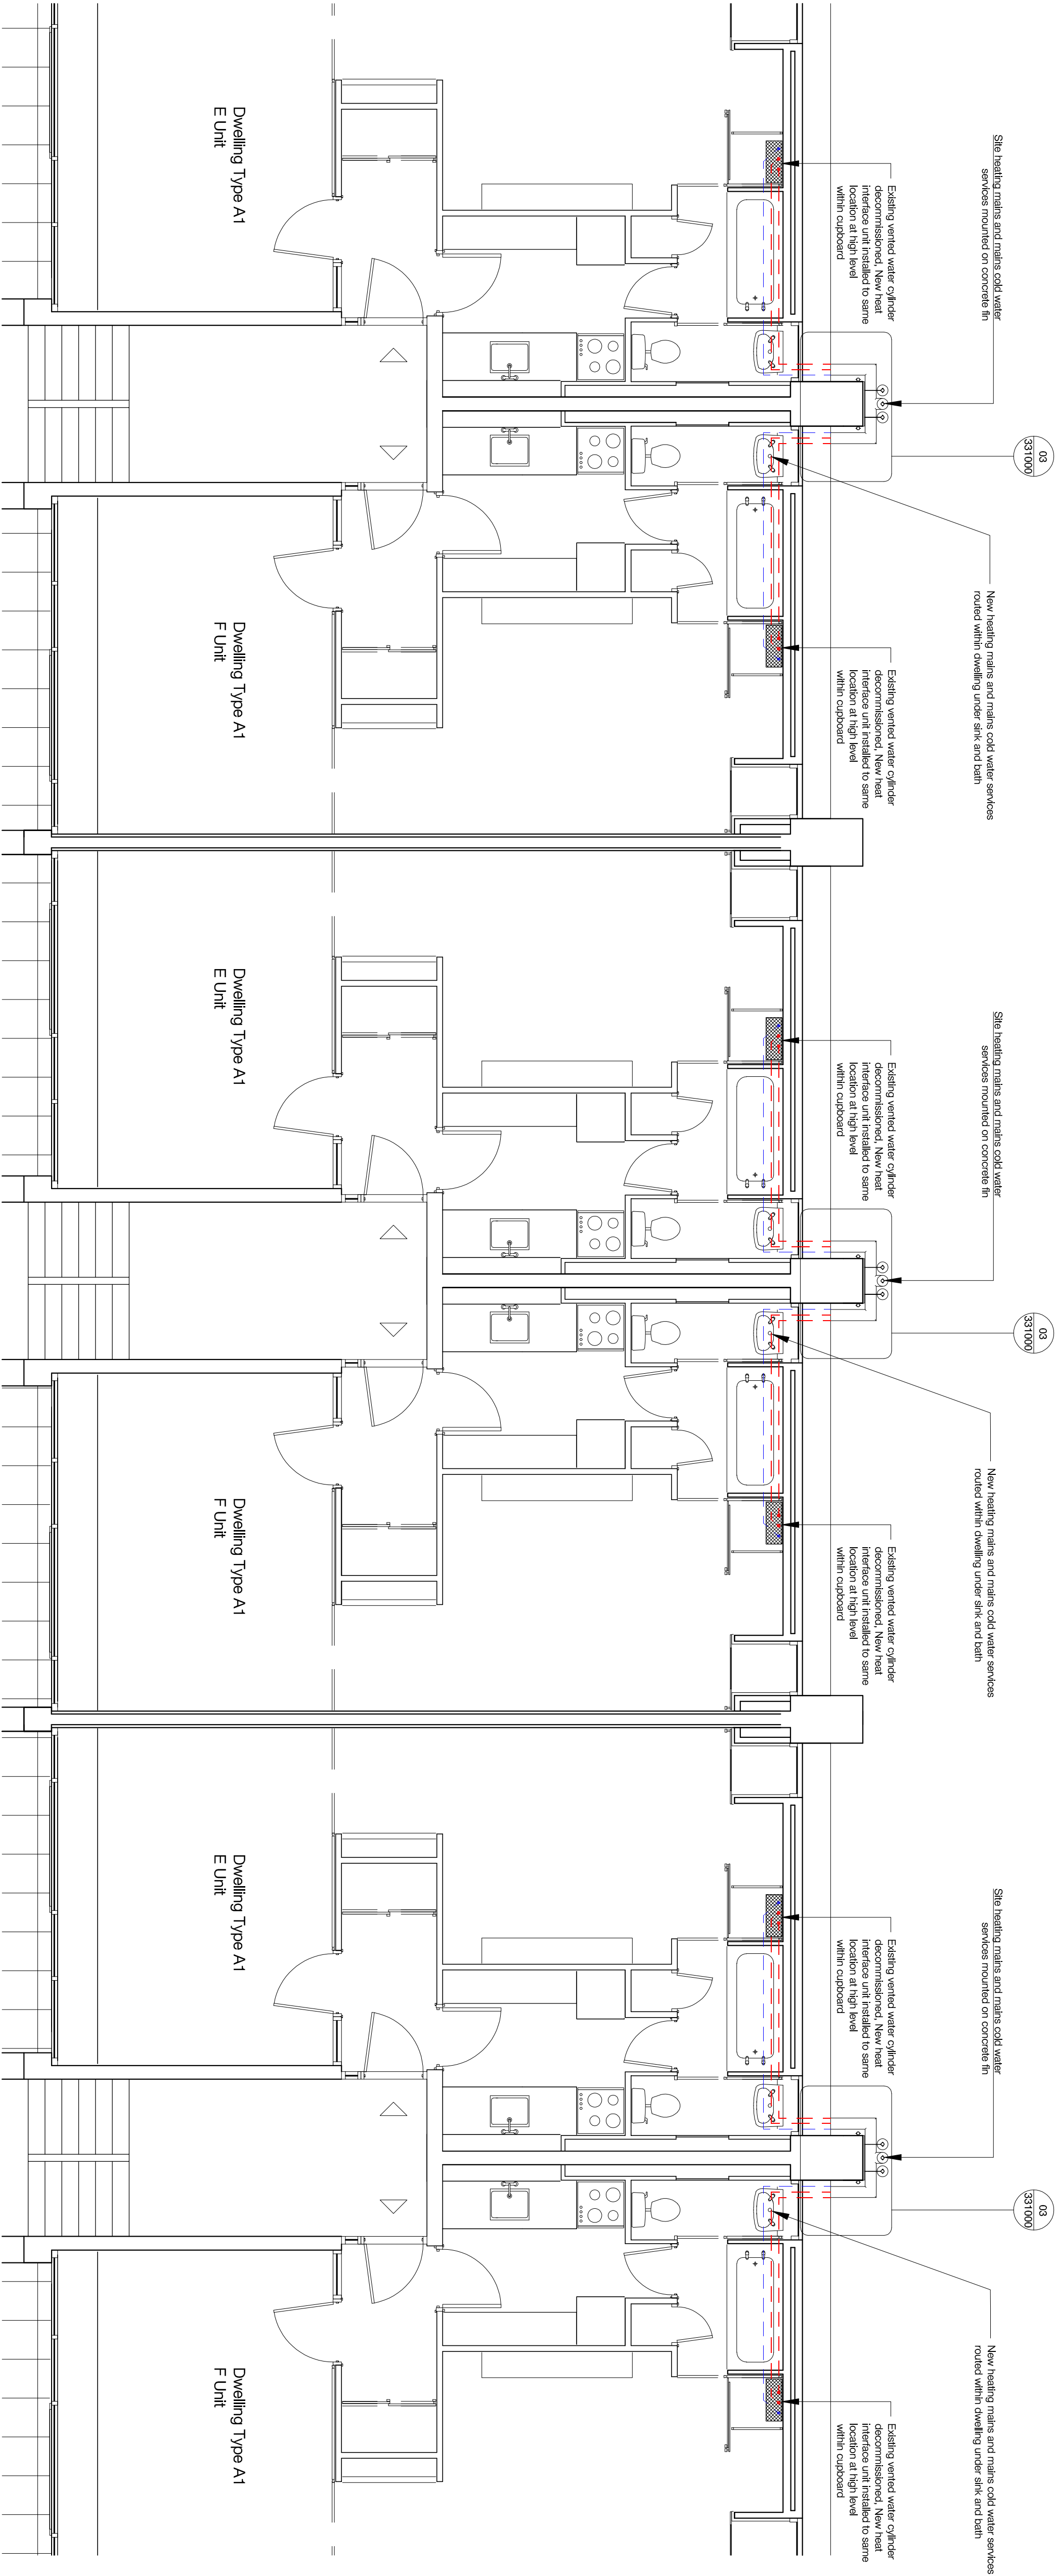 Site heating mains and mains cold water
services mounted on concrete fin
03
331000
New heating mains and mains cold water services
routed within dwelling under sink and bath
Existing vented water cylinder
decommissioned, New heat
interface unit installed to same
location at high level
within cupboard
Existing vented water cylinder
decommissioned, New heat
interface unit installed to same
location at high level
within cupboard
Dwelling Type A1
E Unit
Dwelling Type A1
F Unit
Site heating mains and mains cold water
services mounted on concrete fin
03
331000
New heating mains and mains cold water services
routed within dwelling under sink and bath
Existing vented water cylinder
decommissioned, New heat
interface unit installed to same
location at high level
within cupboard
Existing vented water cylinder
decommissioned, New heat
interface unit installed to same
location at high level
within cupboard
Dwelling Type A1
E Unit
Dwelling Type A1
F Unit
Site heating mains and mains cold water
services mounted on concrete fin
03
331000
New heating mains and mains cold water services
routed within dwelling under sink and bath
Existing vented water cylinder
decommissioned, New heat
interface unit installed to same
location at high level
within cupboard
Existing vented water cylinder
decommissioned, New heat
interface unit installed to same
location at high level
within cupboard
Dwelling Type A1
E Unit
Dwelling Type A1
F Unit